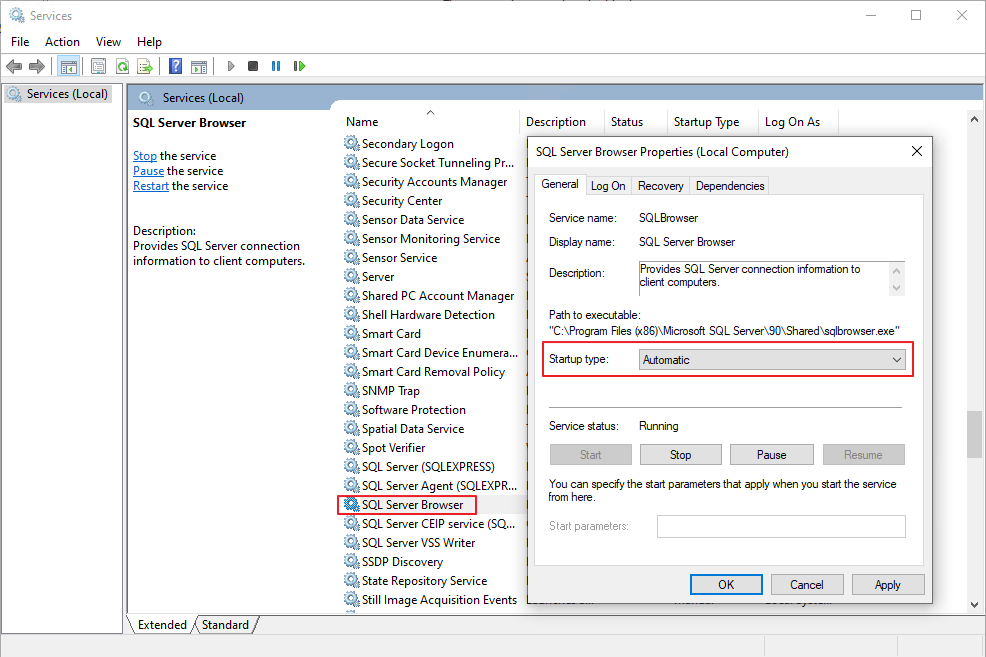 Services
File Action View Help
Services (Local)
Services (Local)
SQL Server Browser
Stop the service
Pause the service
Restart the service
Description:
Provides SQL Server connection
information to client computers.
Name Description Status Startup Type Log On As
Secondary Logon
Secure Socket Tunneling Pr...
Security Accounts Manager
Security Center
Sensor Data Service
Sensor Monitoring Service
Sensor Service
Server
Shared PC Account Manager
Shell Hardware Detection
Smart Card
Smart Card Device Enumera...
Smart Card Removal Policy
SNMP Trap
Software Protection
Spatial Data Service
Spot Verifier
SQL Server (SQLEXPRESS)
SQL Server Agent (SQLEXPR...
SQL Server Browser
SQL Server CEIP service (SQ...
SQL Server VSS Writer
SSDP Discovery
State Repository Service
Still Image Acquisition Events
Extended Standard
SQL Server Browser Properties (Local Computer)
General Log On Recovery Dependencies
Service name: SQLBrowser
Display name: SQL Server Browser
Description: Provides SQL Server connection information to
client computers.
Path to executable:
"C:\Program Files (x86)\Microsoft SQL Server\90\Shared\sqlbrowser.exe"
Startup type: Automatic
Service status: Running
Start Stop Pause Resume
You can specify the start parameters that apply when you start the service
from here.
Start parameters:
OK Cancel Apply